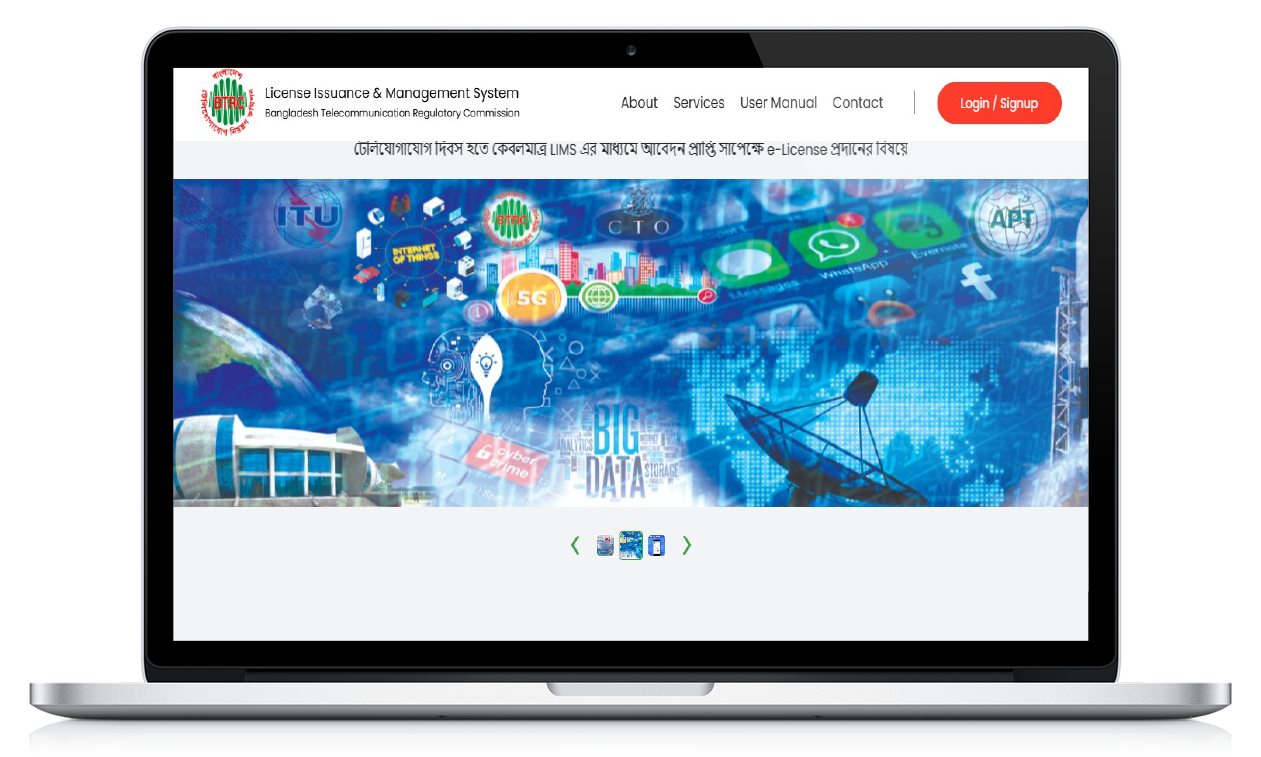 License Issuance & Management System
Bangladesh Telecommunication Regulatory Commission
BTRC
About Services User Manual Contact
Login / Signup
টেলিযোগাযোগ দিবস হতে কেবলমাত্র LIMS এর মাধ্যমে আবেদন প্রাপ্তি সাপেক্ষে e-License প্রদানের বিষয়ে
ITU
INTERNET
OF THINGS
BTRC
CTO
APT
Messages
WhatsApp
Evernote
5G
BIG
DATA
ANALYTICS
STORAGE
cyber
crime